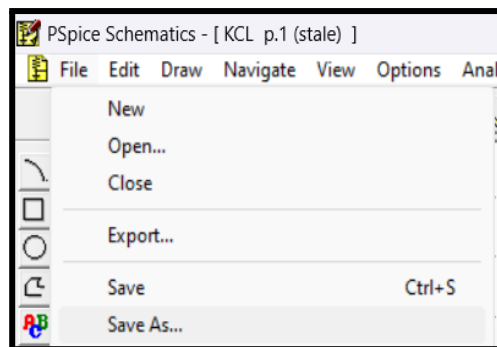 PSpice Schematics - [ KCL p.1 (stale) ]
File Edit Draw Navigate View Options
New
Open...
Close
Export...
Save Ctrl+S
Save As...
ABC